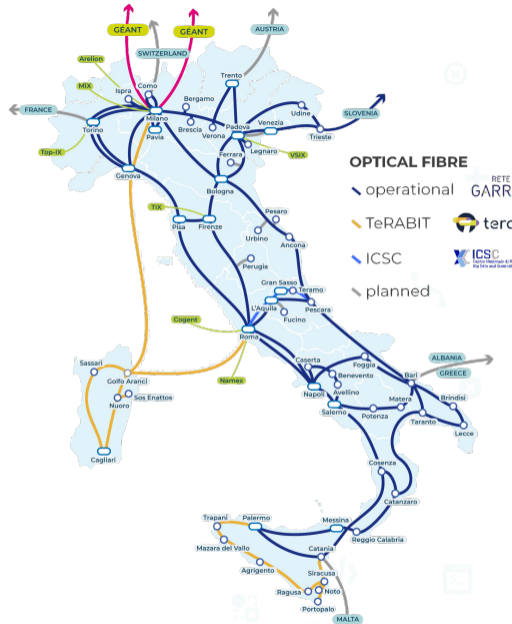 GÉANT
GÉANT
AUSTRIA
SWITZERLAND
Arelion
Como
Trento
MIX
Ispra
Bergamo
Udine
FRANCE
Milano
SLOVENIA
Torino
Pavia
Brescia
Verona
Padova
Venezia
Trieste
Legnaro
Top-IX
Ferrara
VSIX
Genova
Bologna
OPTICAL FIBRE
operational
RETE
GARR
TeRABIT
ICSC
ICSC
planned
TIX
Pesaro
Pisa
Firenze
Urbino
Ancona
Perugia
Gran Sasso
Teramo
L'Aquila
Pescara
Fucino
Cogent
Roma
Sassari
Golfo Aranci
Namex
Caserta
Foggia
Benevento
Bari
ALBANIA
GREECE
Nuoro
Sos Enattos
Napoli
Avellino
Salerno
Matera
Brindisi
Potenza
Taranto
Lecce
Cagliari
Cosenza
Catanzaro
Trapani
Palermo
Messina
Reggio Calabria
Mazara del Vallo
Catania
Agrigento
Siracusa
Ragusa
Noto
Portopalo
MALTA